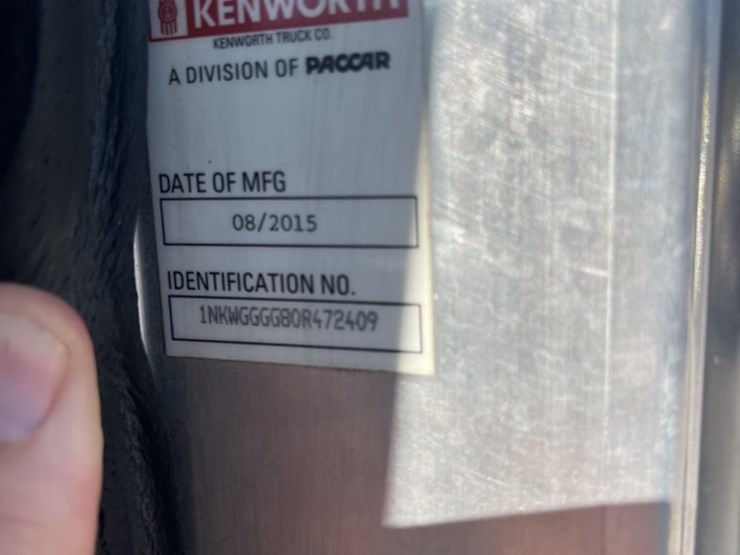 KENWORTH
KENWORTH TRUCK CO.
A DIVISION OF PACCAR
DATE OF MFG
08/2015
IDENTIFICATION NO.
1NKWGGGG80R472409